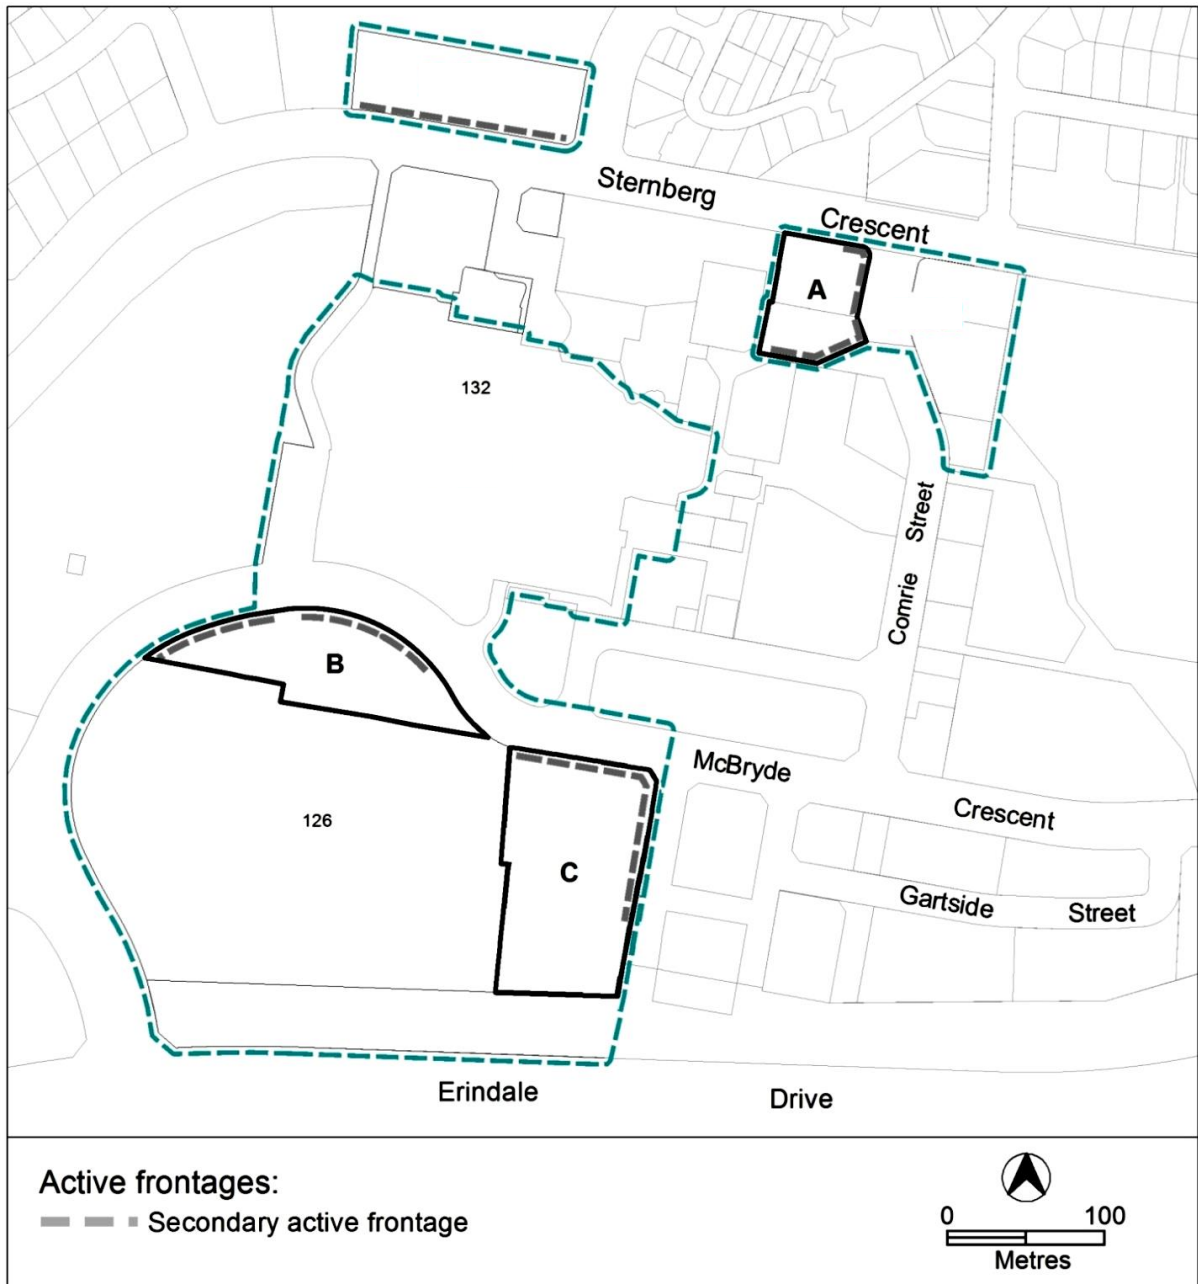 Sternberg
Crescent
A
132
Comrie Street
B
McBryde
Crescent
126
C
Gartside Street
Erindale Drive
Active frontages:
Secondary active frontage
0 100
Metres